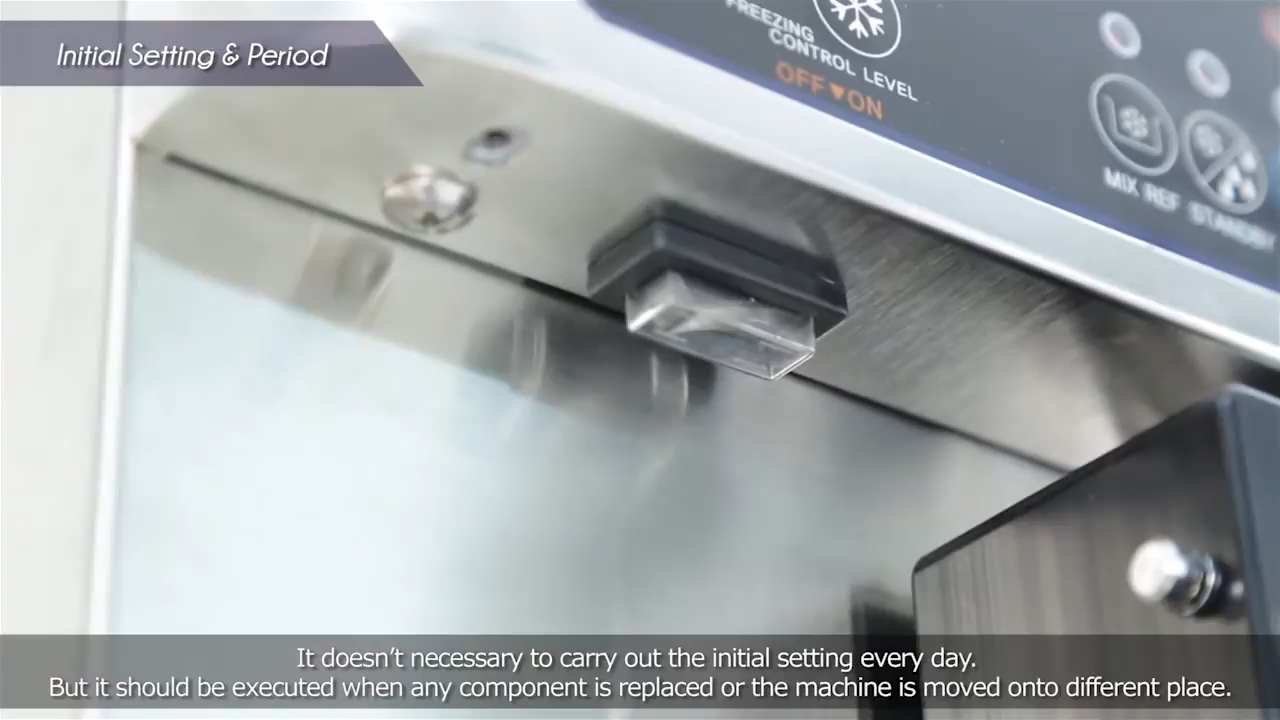 Initial Setting & Period
FREEZING
CONTROL LEVEL
OFF▼ON
MIX REF STANDBY
It doesn't necessary to carry out the initial setting every day.
But it should be executed when any component is replaced or the machine is moved onto different place.